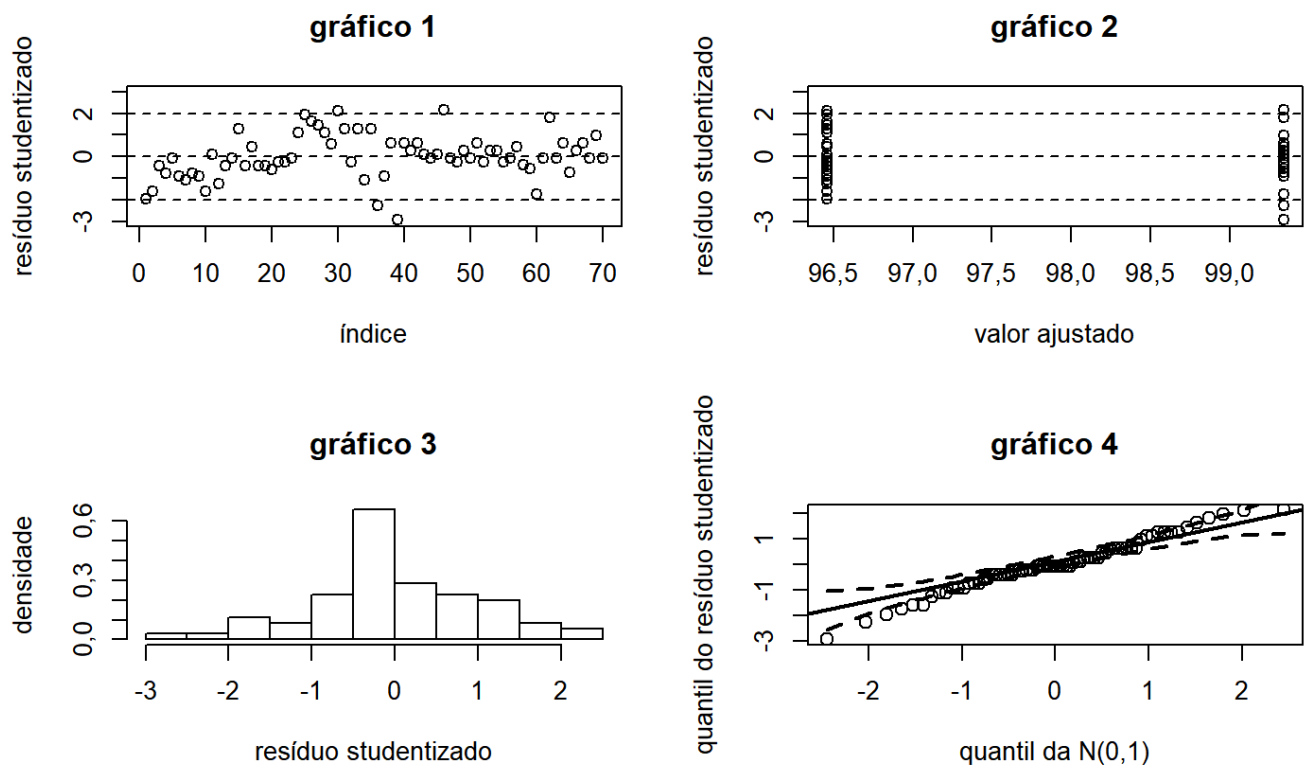 gráfico 1
resíduo studentizado
2
0
-3
0 10 20 30 40 50 60 70
índice
gráfico 2
resíduo studentizado
2
0
-3
96,5 97,0 97,5 98,0 98,5 99,0
valor ajustado
gráfico 3
densidade
0,6
0,3
0,0
-3 -2 -1 0 1 2
resíduo studentizado
gráfico 4
quantil do resíduo studentizado
1
-1
-3
-2 -1 0 1 2
quantil da N(0,1)